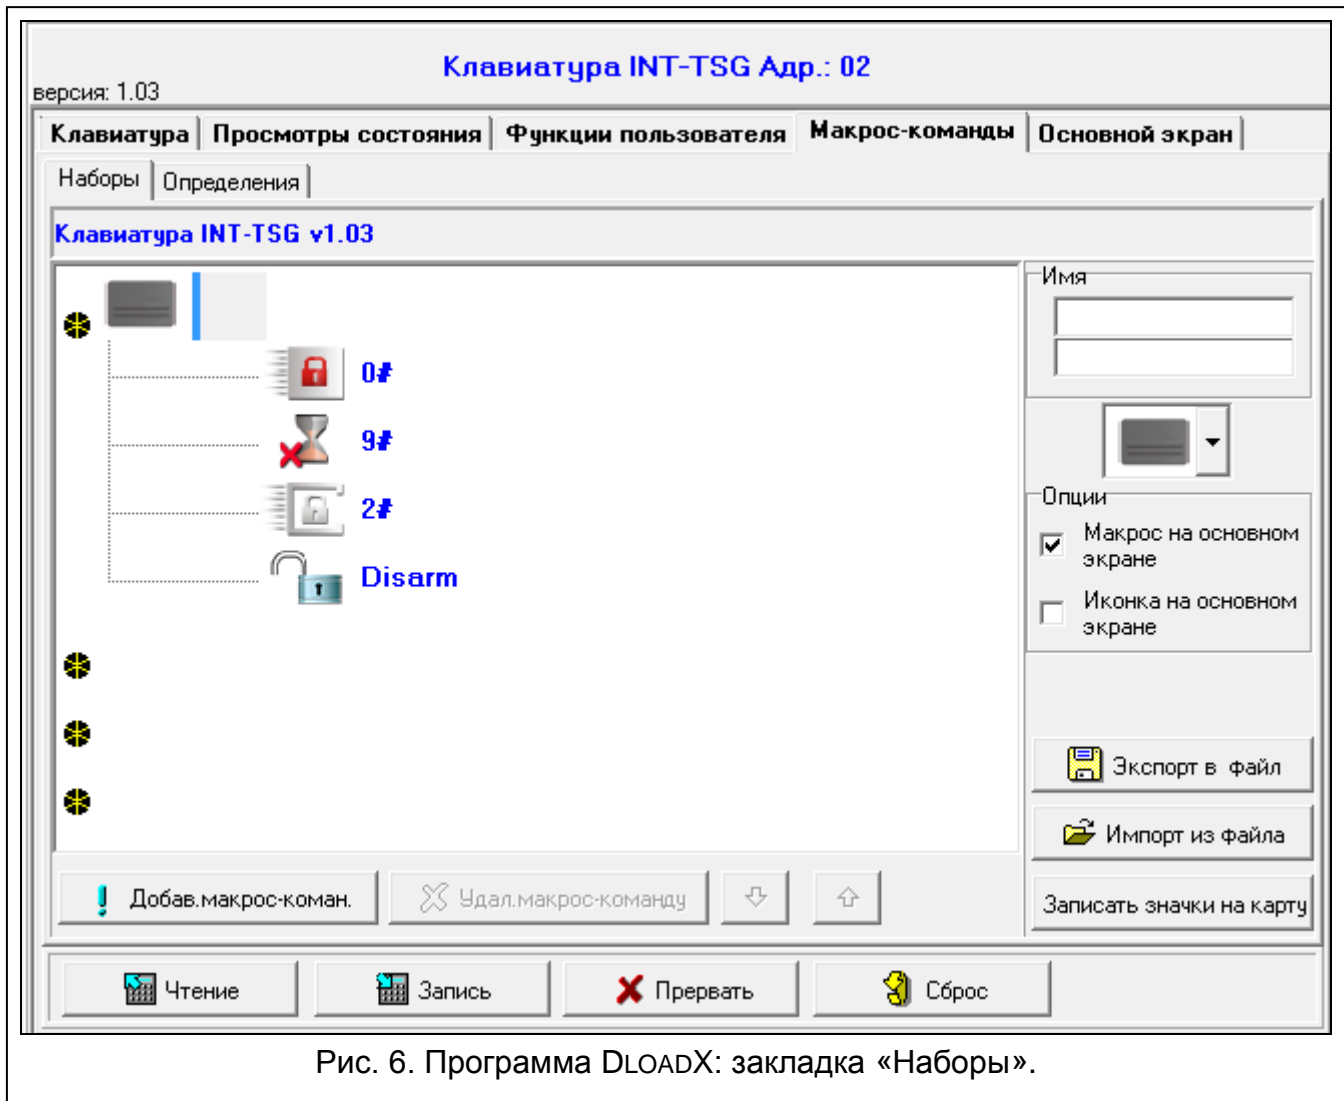 Клавиатура INT-TSG Адр.: 02
версия: 1.03
Клавиатура Просмотры состояния Функции пользователя Макрос-команды Основной экран
Наборы Определения
Клавиатура INT-TSG v1.03
Имя
0#
9#
2#
Disarm
Опции
Макрос на основном
экране
Иконка на основном
экране
Экспорт в файл
Импорт из файла
Записать значки на карту
Добав.макрос-коман. Удал.макрос-команду
Чтение Запись Прервать Сброс
Рис. 6. Программа DLOADX: закладка «Наборы».